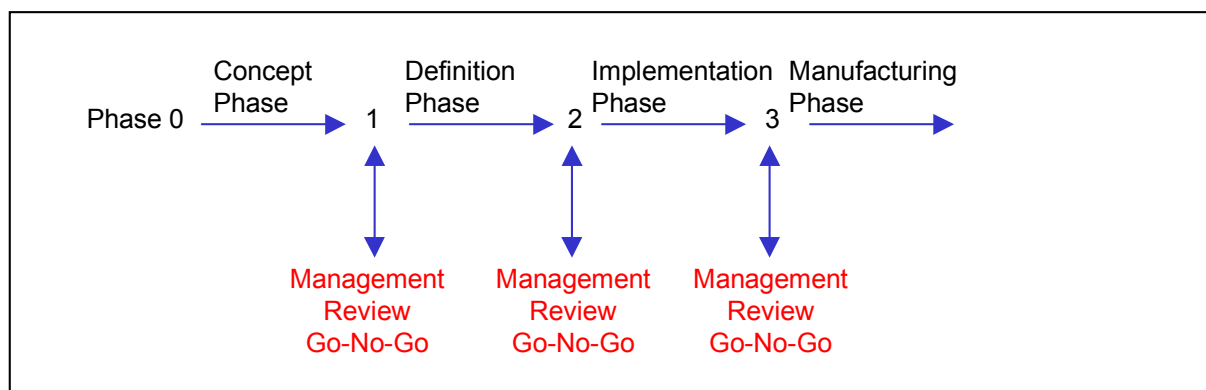 Concept
Phase
Definition
Phase
Implementation
Phase
Manufacturing
Phase
Phase 0
1
2
3
Management
Review
Go-No-Go
Management
Review
Go-No-Go
Management
Review
Go-No-Go